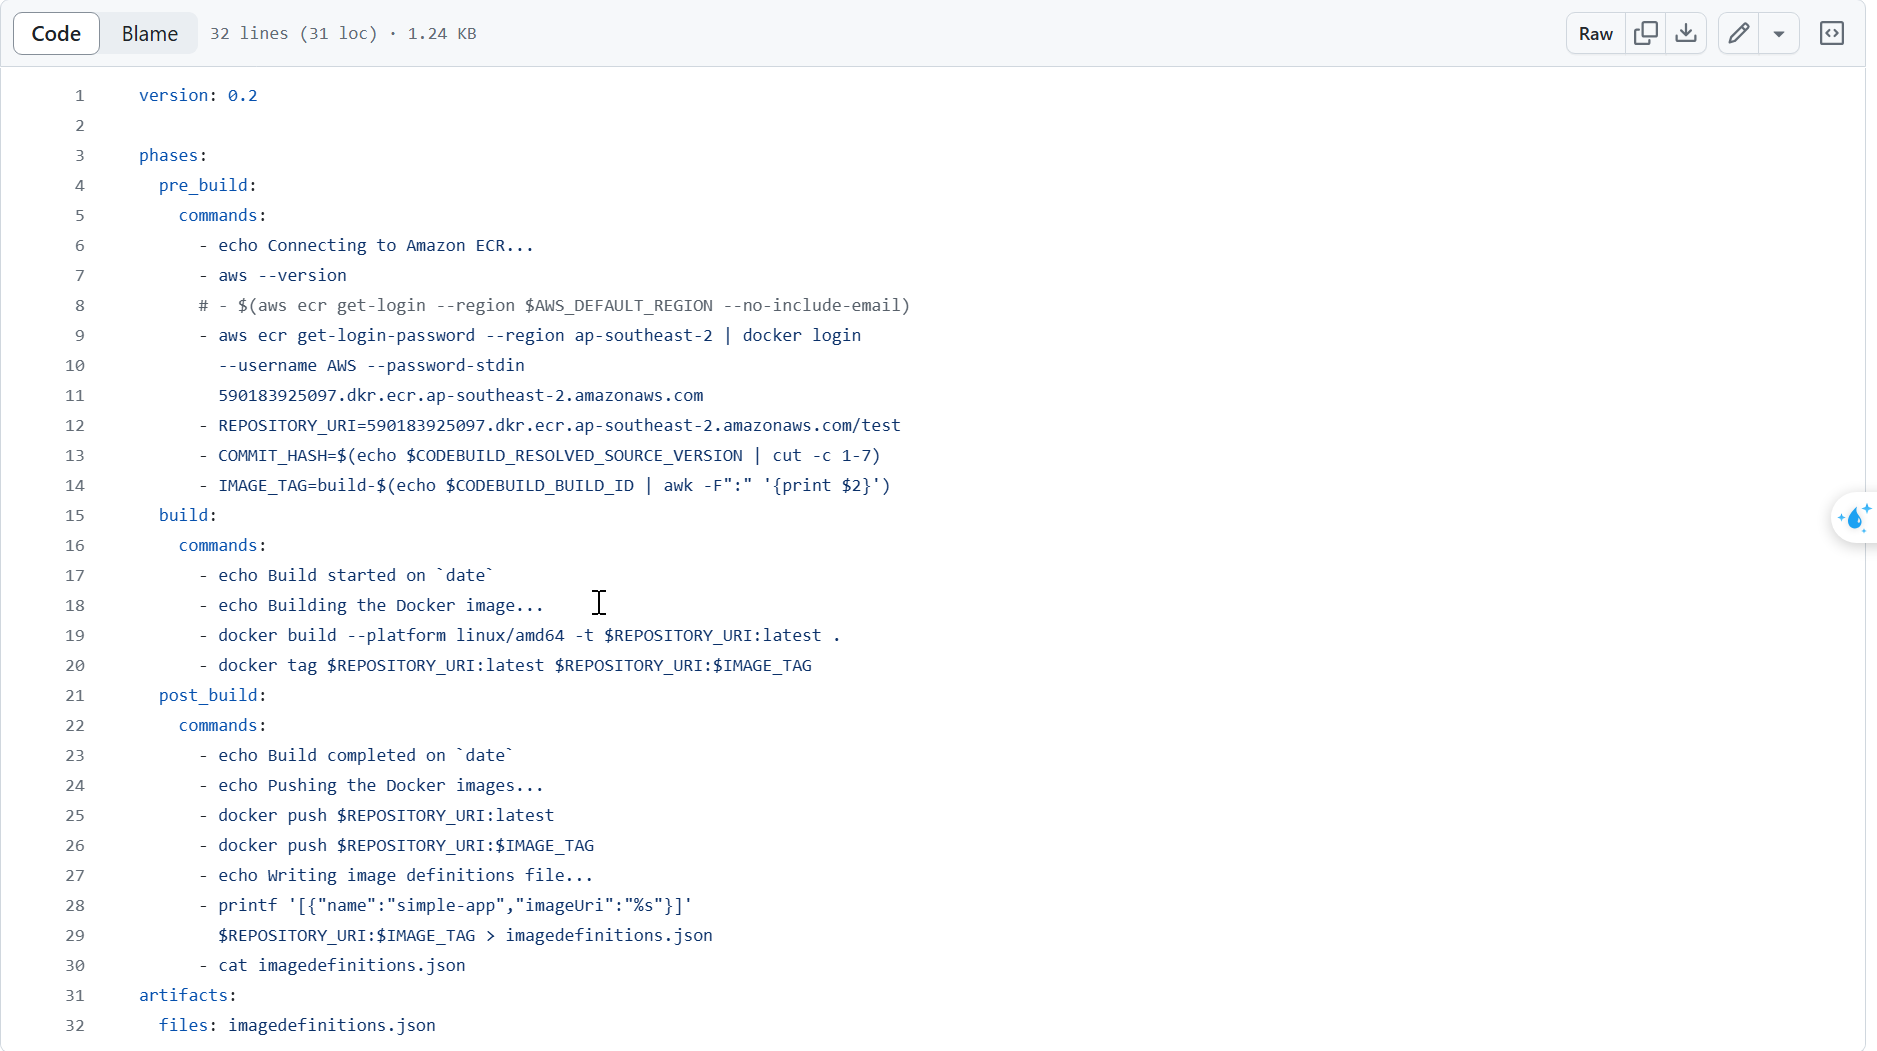 Code Blame 32 lines (31 loc) · 1.24 KB Raw
1 version: 0.2
2
3 phases:
4   pre_build:
5     commands:
6       - echo Connecting to Amazon ECR...
7       - aws --version
8       # - $(aws ecr get-login --region $AWS_DEFAULT_REGION --no-include-email)
9       - aws ecr get-login-password --region ap-southeast-2 | docker login
10         --username AWS --password-stdin
11         590183925097.dkr.ecr.ap-southeast-2.amazonaws.com
12       - REPOSITORY_URI=590183925097.dkr.ecr.ap-southeast-2.amazonaws.com/test
13       - COMMIT_HASH=$(echo $CODEBUILD_RESOLVED_SOURCE_VERSION | cut -c 1-7)
14       - IMAGE_TAG=build-$(echo $CODEBUILD_BUILD_ID | awk -F":" '{print $2}')
15   build:
16     commands:
17       - echo Build started on `date`
18       - echo Building the Docker image...
19       - docker build --platform linux/amd64 -t $REPOSITORY_URI:latest .
20       - docker tag $REPOSITORY_URI:latest $REPOSITORY_URI:$IMAGE_TAG
21   post_build:
22     commands:
23       - echo Build completed on `date`
24       - echo Pushing the Docker images...
25       - docker push $REPOSITORY_URI:latest
26       - docker push $REPOSITORY_URI:$IMAGE_TAG
27       - echo Writing image definitions file...
28       - printf '[{"name":"simple-app","imageUri":"%s"}]'
29         $REPOSITORY_URI:$IMAGE_TAG > imagedefinitions.json
30       - cat imagedefinitions.json
31 artifacts:
32   files: imagedefinitions.json